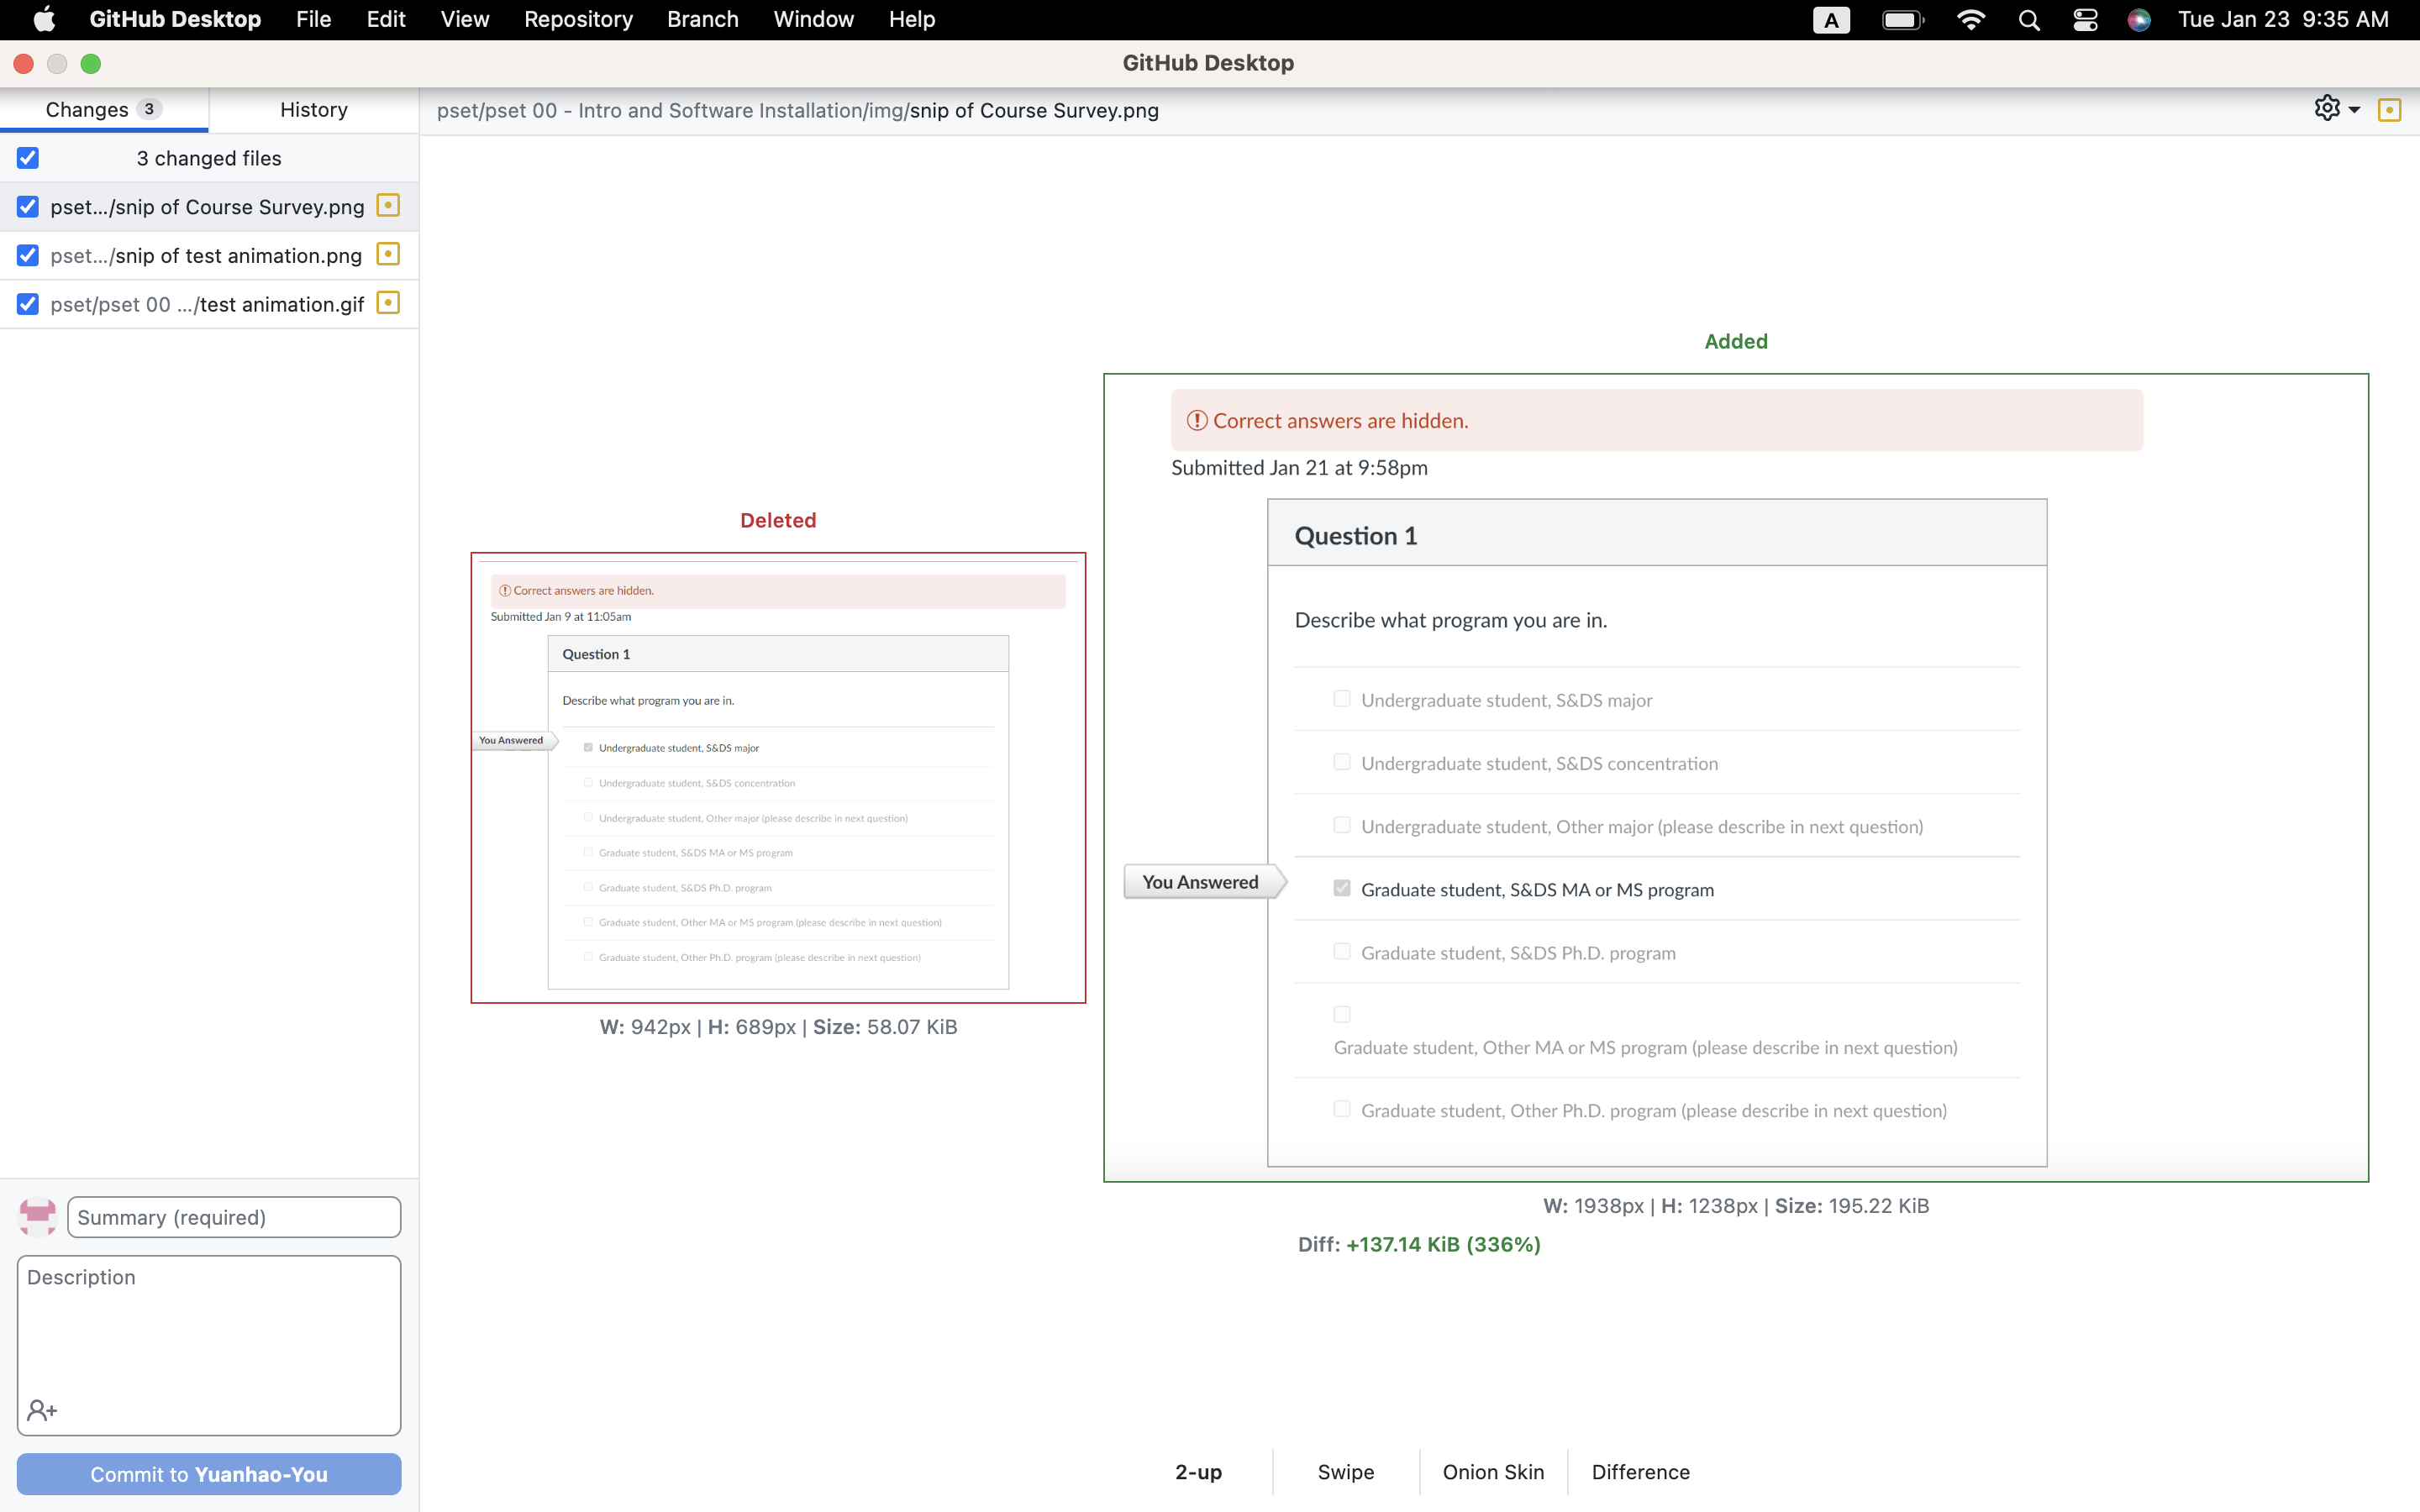 GitHub Desktop File Edit View Repository Branch Window Help A Tue Jan 23 9:35 AM
GitHub Desktop
Changes 3 History
pset/pset 00 - Intro and Software Installation/img/snip of Course Survey.png
3 changed files
pset.../snip of Course Survey.png
pset.../snip of test animation.png
pset/pset 00 .../test animation.gif
Deleted
Correct answers are hidden.
Submitted Jan 9 at 11:05am
Question 1
Describe what program you are in.
You Answered
Undergraduate student, S&DS major
Undergraduate student, S&DS concentration
Undergraduate student, Other major (please describe in next question)
Graduate student, S&DS MA or MS program
Graduate student, S&DS Ph.D. program
Graduate student, Other MA or MS program (please describe in next question)
Graduate student, Other Ph.D. program (please describe in next question)
W: 942px | H: 689px | Size: 58.07 KiB
Added
Correct answers are hidden.
Submitted Jan 21 at 9:58pm
Question 1
Describe what program you are in.
Undergraduate student, S&DS major
Undergraduate student, S&DS concentration
Undergraduate student, Other major (please describe in next question)
You Answered
Graduate student, S&DS MA or MS program
Graduate student, S&DS Ph.D. program
Graduate student, Other MA or MS program (please describe in next question)
Graduate student, Other Ph.D. program (please describe in next question)
W: 1938px | H: 1238px | Size: 195.22 KiB
Diff: +137.14 KiB (336%)
Summary (required)
Description
Commit to Yuanhao-You
2-up Swipe Onion Skin Difference